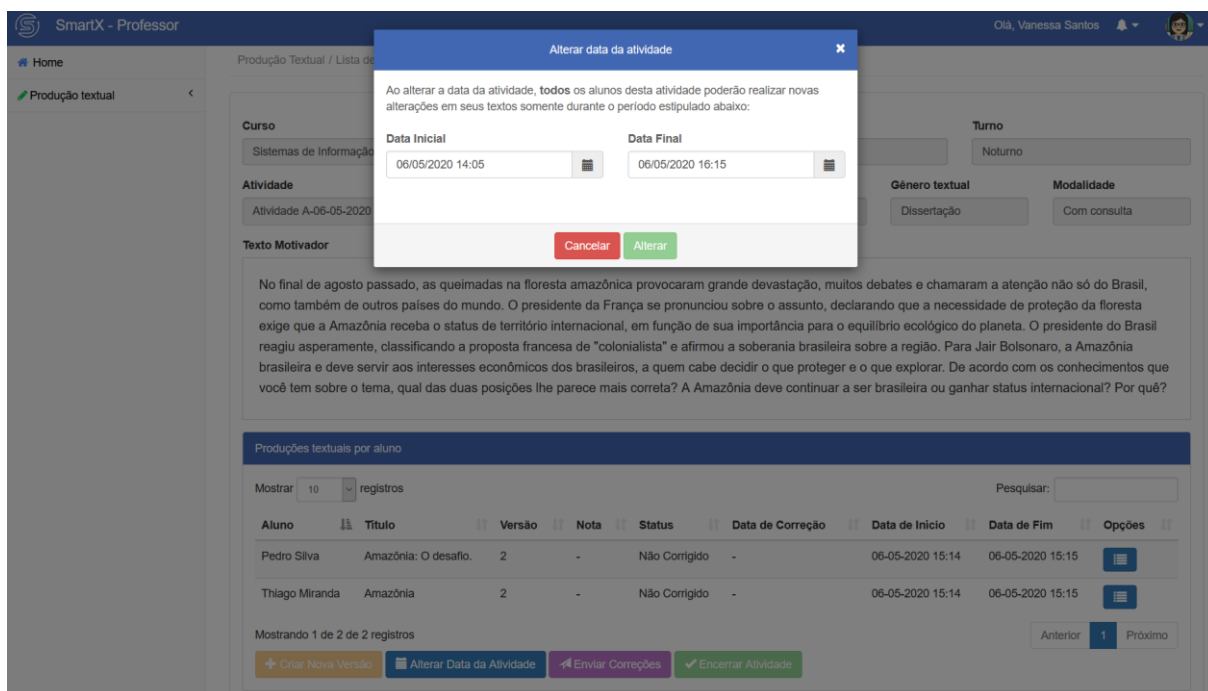 SmartX - Professor
Olá, Vanessa Santos
Home
Produção textual
Produção Textual / Lista de
Alterar data da atividade
Ao alterar a data da atividade, todos os alunos desta atividade poderão realizar novas
alterações em seus textos somente durante o período estipulado abaixo:
Data Inicial Data Final
06/05/2020 14:05 06/05/2020 16:15
Cancelar Alterar
Curso Turno
Sistemas de Informação Noturno
Atividade Gênero textual Modalidade
Atividade A-06-05-2020 Dissertação Com consulta
Texto Motivador
No final de agosto passado, as queimadas na floresta amazônica provocaram grande devastação, muitos debates e chamaram a atenção não só do Brasil,
como também de outros países do mundo. O presidente da França se pronunciou sobre o assunto, declarando que a necessidade de proteção da floresta
exige que a Amazônia receba o status de território internacional, em função de sua importância para o equilíbrio ecológico do planeta. O presidente do Brasil
reagiu asperamente, classificando a proposta francesa de "colonialista" e afirmou a soberania brasileira sobre a região. Para Jair Bolsonaro, a Amazônia
brasileira e deve servir aos interesses econômicos dos brasileiros, a quem cabe decidir o que proteger e o que explorar. De acordo com os conhecimentos que
você tem sobre o tema, qual das duas posições lhe parece mais correta? A Amazônia deve continuar a ser brasileira ou ganhar status internacional? Por quê?
Produções textuais por aluno
Mostrar 10 registros Pesquisar:
Aluno Título Versão Nota Status Data de Correção Data de Início Data de Fim Opções
Pedro Silva Amazônia: O desafio. 2 - Não Corrigido - 06-05-2020 15:14 06-05-2020 15:15
Thiago Miranda Amazônia 2 - Não Corrigido - 06-05-2020 15:14 06-05-2020 15:15
Mostrando 1 de 2 de 2 registros Anterior 1 Próximo
Criar Nova Versão Alterar Data da Atividade Enviar Correções Encerrar Atividade